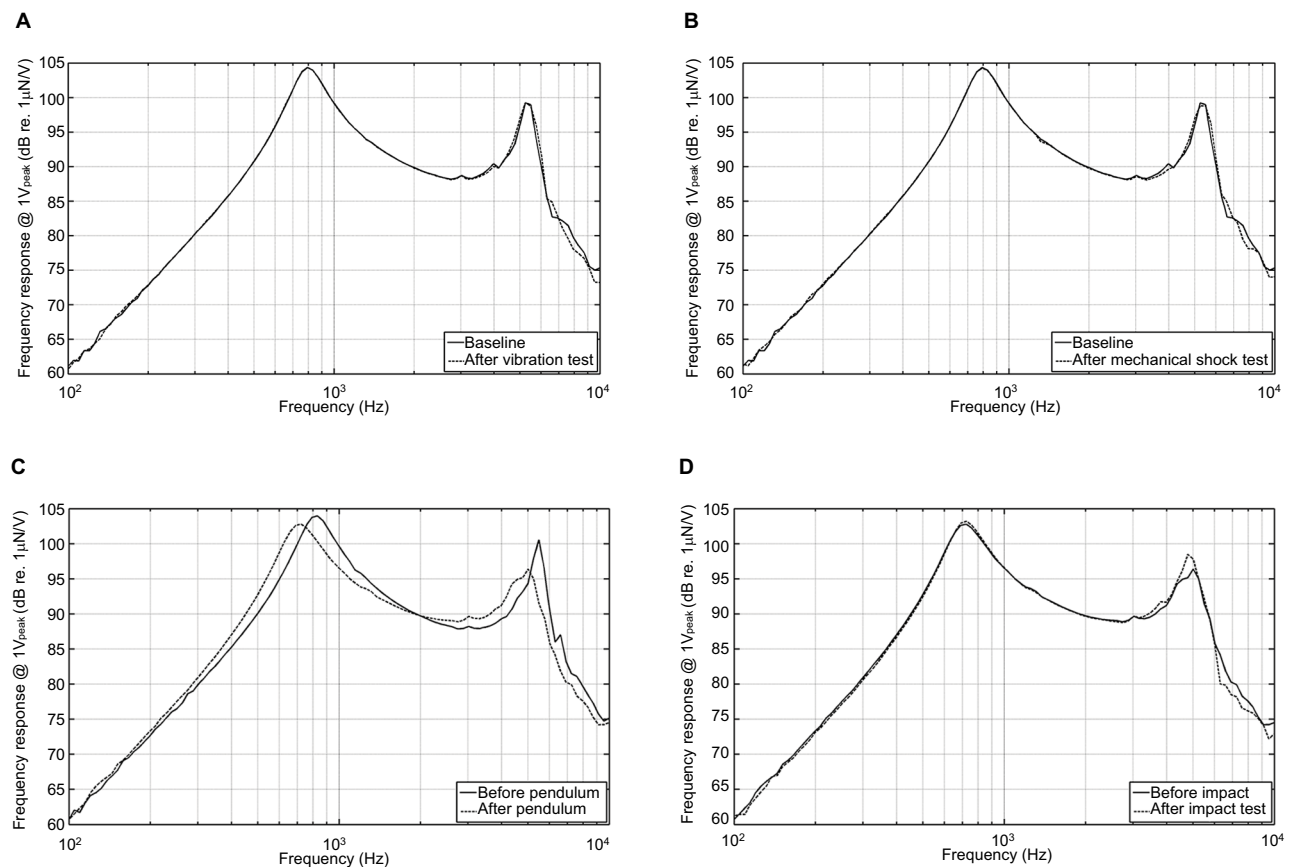 A
Frequency response @ 1Vpeak (dB re. 1µN/V)
105
100
95
90
85
80
75
70
65
60
10²
10³
10⁴
Frequency (Hz)
Baseline
After vibration test
B
Frequency response @ 1Vpeak (dB re. 1µN/V)
105
100
95
90
85
80
75
70
65
60
10²
10³
10⁴
Frequency (Hz)
Baseline
After mechanical shock test
C
Frequency response @ 1Vpeak (dB re. 1µN/V)
105
100
95
90
85
80
75
70
65
60
10²
10³
10⁴
Frequency (Hz)
Before pendulum
After pendulum
D
Frequency response @ 1Vpeak (dB re. 1µN/V)
105
100
95
90
85
80
75
70
65
60
10²
10³
10⁴
Frequency (Hz)
Before impact
After impact test